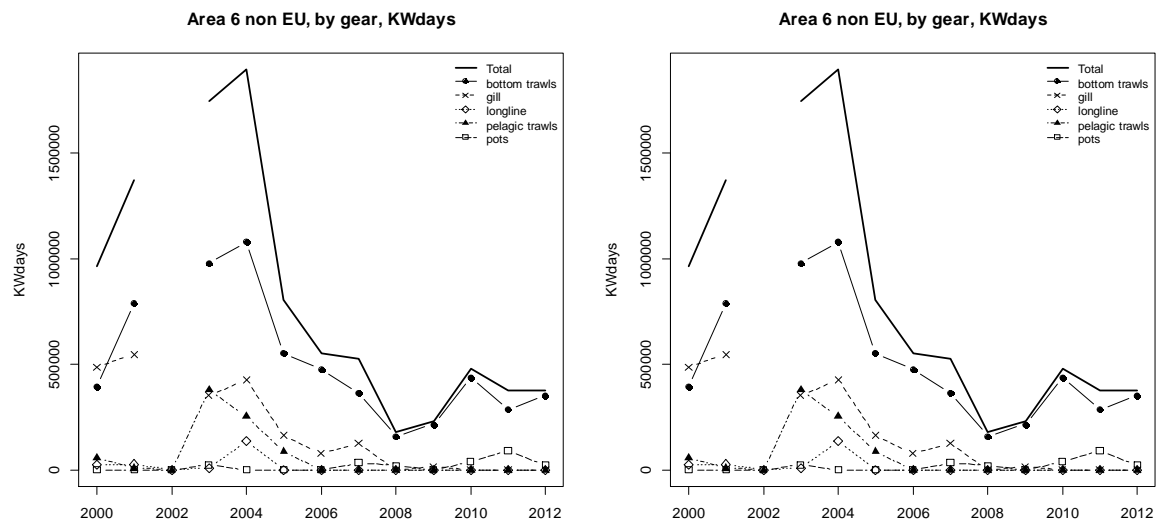 Area 6 non EU, by gear, KWdays
KWdays
1500000
1000000
500000
0
Total
bottom trawls
gill
longline
pelagic trawls
pots
2000 2002 2004 2006 2008 2010 2012
Area 6 non EU, by gear, KWdays
KWdays
1500000
1000000
500000
0
Total
bottom trawls
gill
longline
pelagic trawls
pots
2000 2002 2004 2006 2008 2010 2012